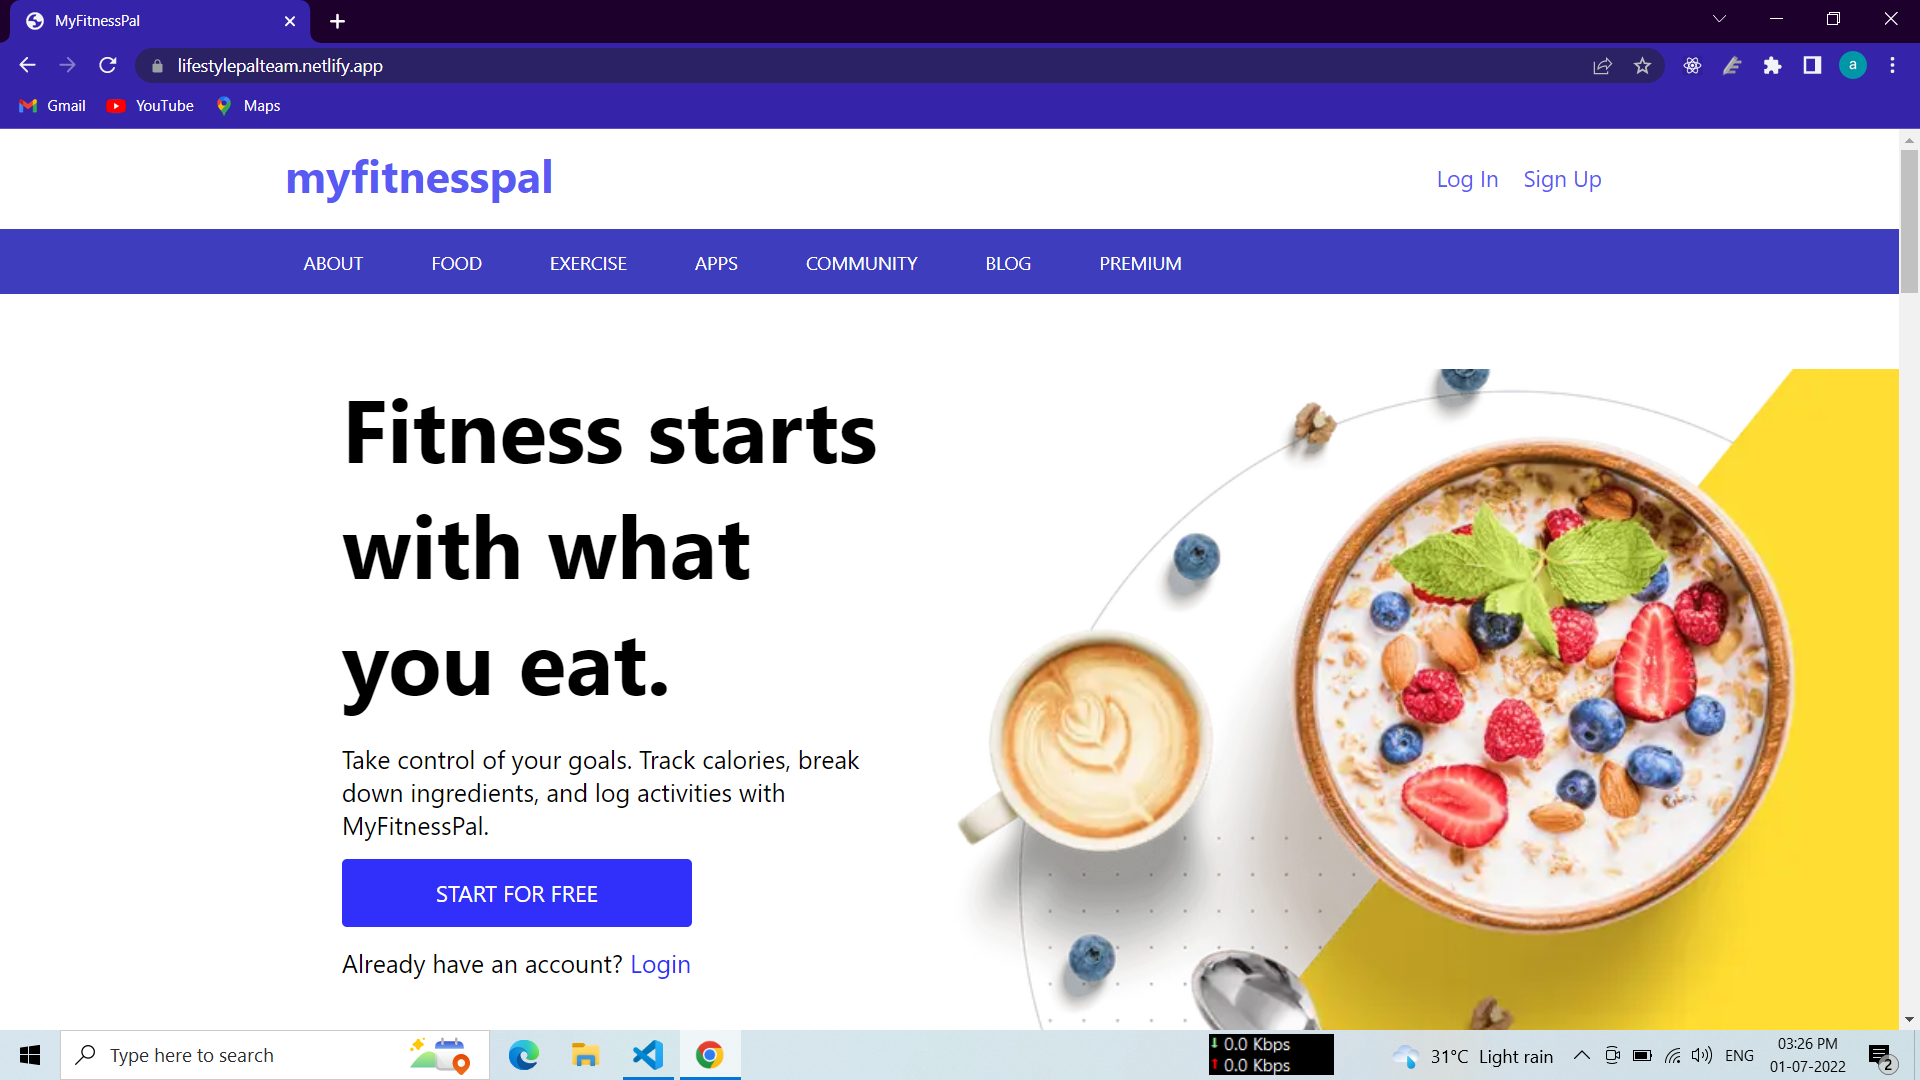 MyFitnessPal
lifestylepalteam.netlify.app
a
Gmail YouTube Maps
myfitnesspal
Log In Sign Up
ABOUT FOOD EXERCISE APPS COMMUNITY BLOG PREMIUM
Fitness starts
with what
you eat.
Take control of your goals. Track calories, break
down ingredients, and log activities with
MyFitnessPal.
START FOR FREE
Already have an account? Login
Type here to search
0.0 Kbps
0.0 Kbps
31°C Light rain
ENG
03:26 PM
01-07-2022
2